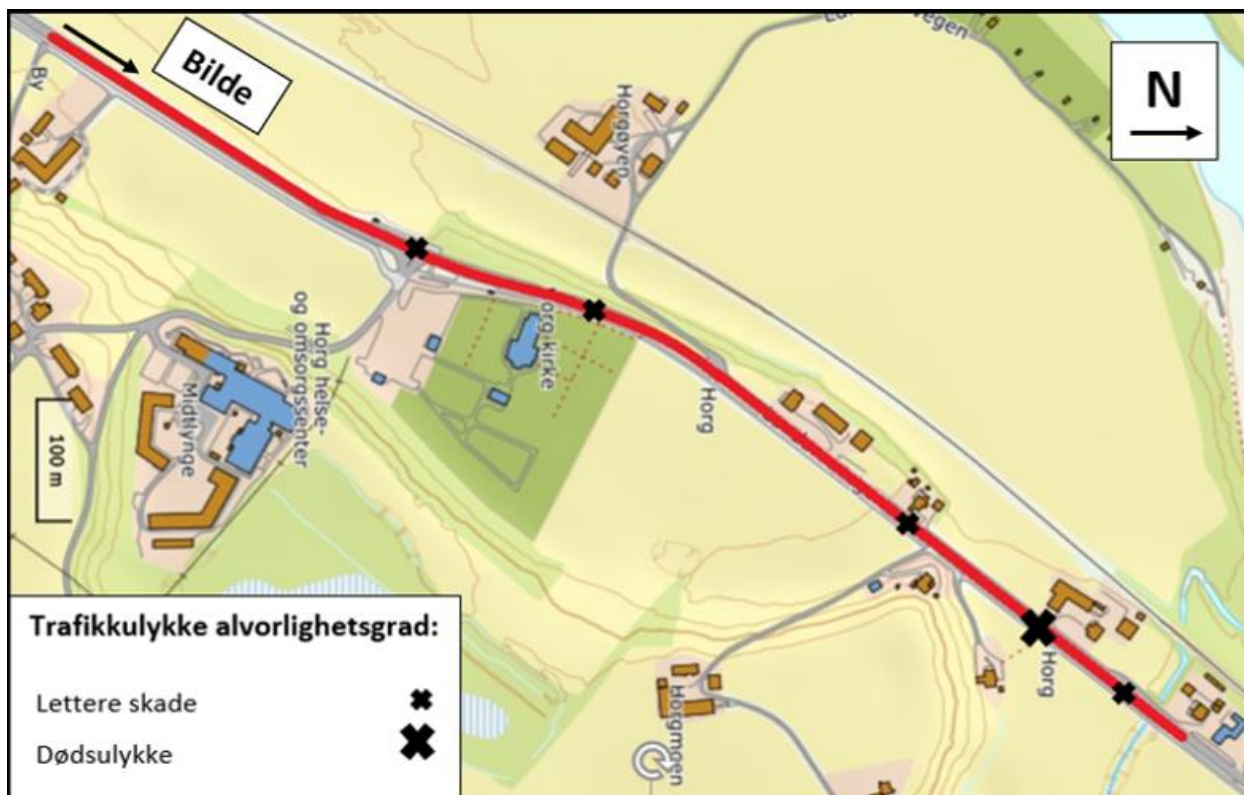 Bilde
N
By
Horgøyen
vegen
Horg helse-
og omsorgssenter
Midtlynge
org kirke
Horg
Horg
Horgmoen
100 m
Trafikkulykke alvorlighetsgrad:
Lettere skade
Dødsulykke